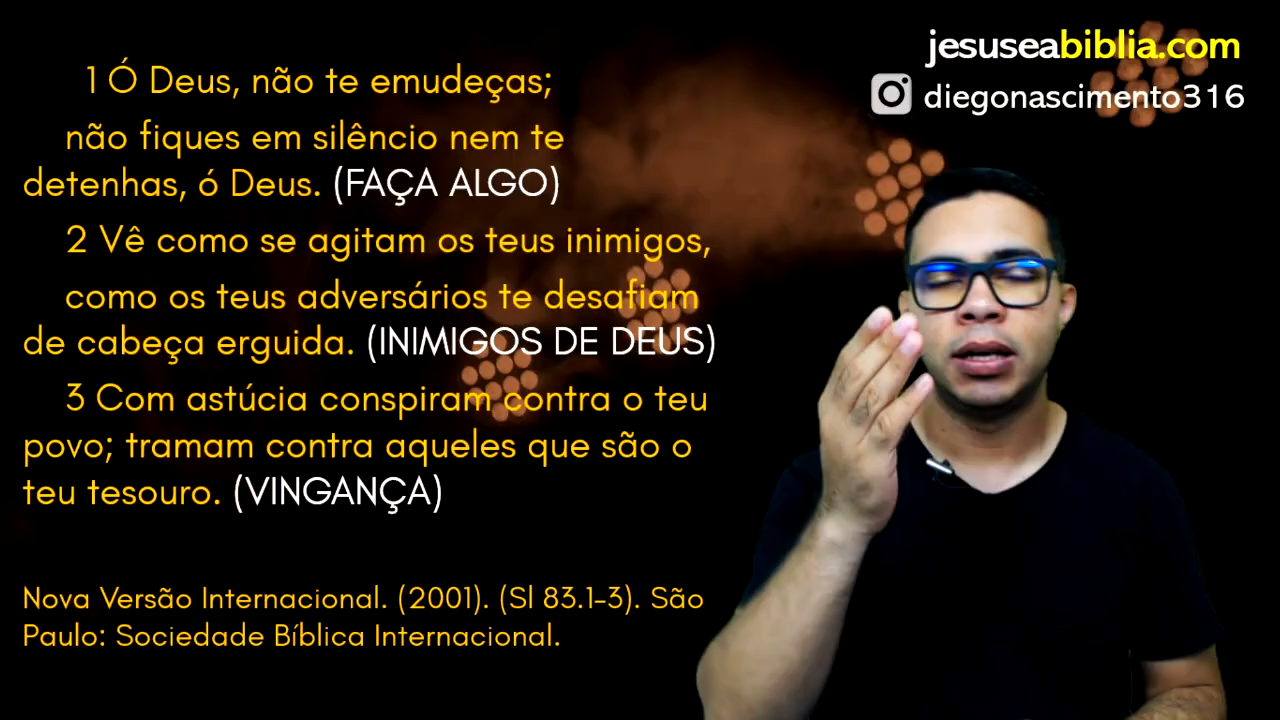 jesuseabiblia.com
diegonascimento316
1 Ó Deus, não te emudeças;
não fiques em silêncio nem te
detenhas, ó Deus. (FAÇA ALGO)
2 Vê como se agitam os teus inimigos,
como os teus adversários te desafiam
de cabeça erguida. (INIMIGOS DE DEUS)
3 Com astúcia conspiram contra o teu
povo; tramam contra aqueles que são o
teu tesouro. (VINGANÇA)
Nova Versão Internacional. (2001). (Sl 83.1-3). São
Paulo: Sociedade Bíblica Internacional.